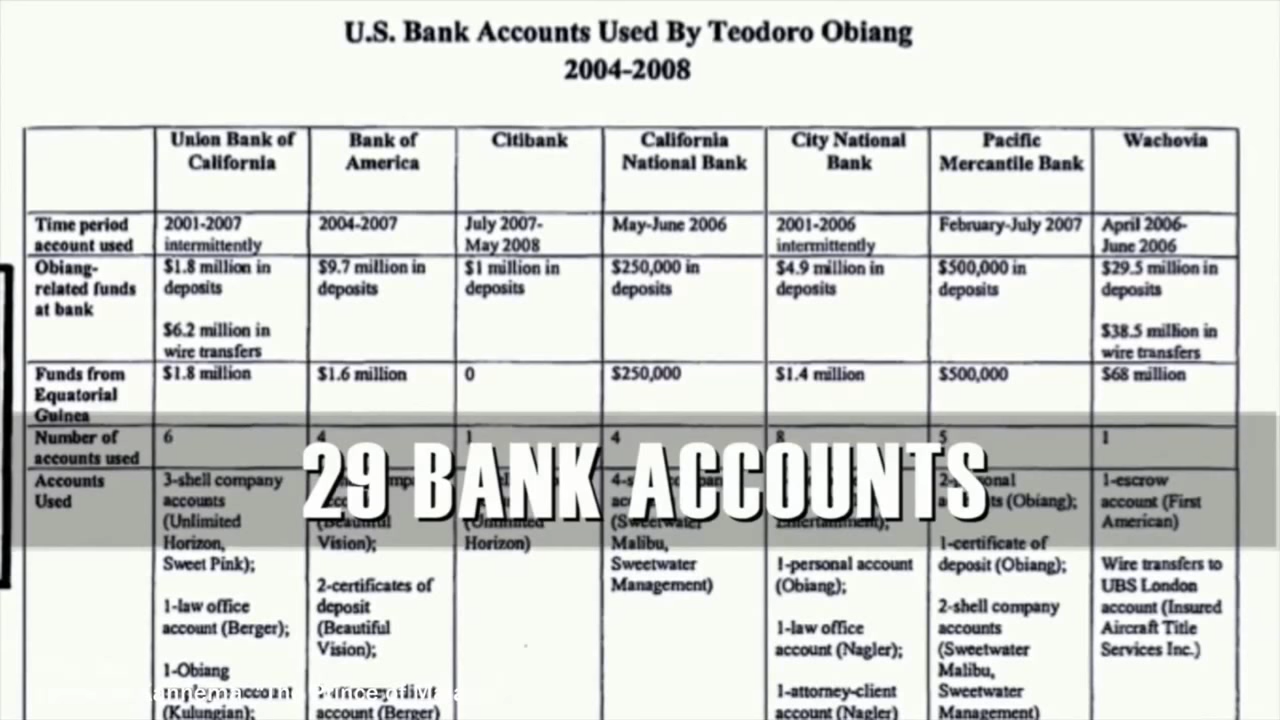 U.S. Bank Accounts Used By Teodoro Obiang
2004-2008
Union Bank of
California
Bank of
America
Citibank
California
National Bank
City National
Bank
Pacific
Mercantile Bank
Wachovia
Time period
account used
2001-2007
intermittently
2004-2007
July 2007-
May 2008
May-June 2006
2001-2006
intermittently
February-July 2007
April 2006-
June 2006
Obiang-
related funds
at bank
$1.8 million in
deposits
$6.2 million in
wire transfers
$9.7 million in
deposits
$1 million in
deposits
$250,000 in
deposits
$4.9 million in
deposits
$500,000 in
deposits
$29.5 million in
deposits
$38.5 million in
wire transfers
Funds from
Equatorial
Guinea
$1.8 million
$1.6 million
0
$250,000
$1.4 million
$500,000
$68 million
Number of
accounts used
6
4
1
4
8
5
1
29 BANK ACCOUNTS
Accounts
Used
3-shell company
accounts
(Unlimited
Horizon,
Sweet Pink);
1-law office
account (Berger);
1-Obiang
(Kulungian);
(Beautiful
Vision);
2-certificates of
deposit
(Beautiful
Vision);
account (Berger)
(Unlimited
Horizon)
(Sweetwater
Malibu,
Sweetwater
Management)
Entertainment);
1-personal account
(Obiang);
1-law office
account (Nagler);
1-attorney-client
account (Nagler)
(Obiang);
1-certificate of
deposit (Obiang);
2-shell company
accounts
(Sweetwater
Malibu,
Sweetwater
Management)
1-escrow
account (First
American)
Wire transfers to
UBS London
account (Insured
Aircraft Title
Services Inc.)
The Prince of